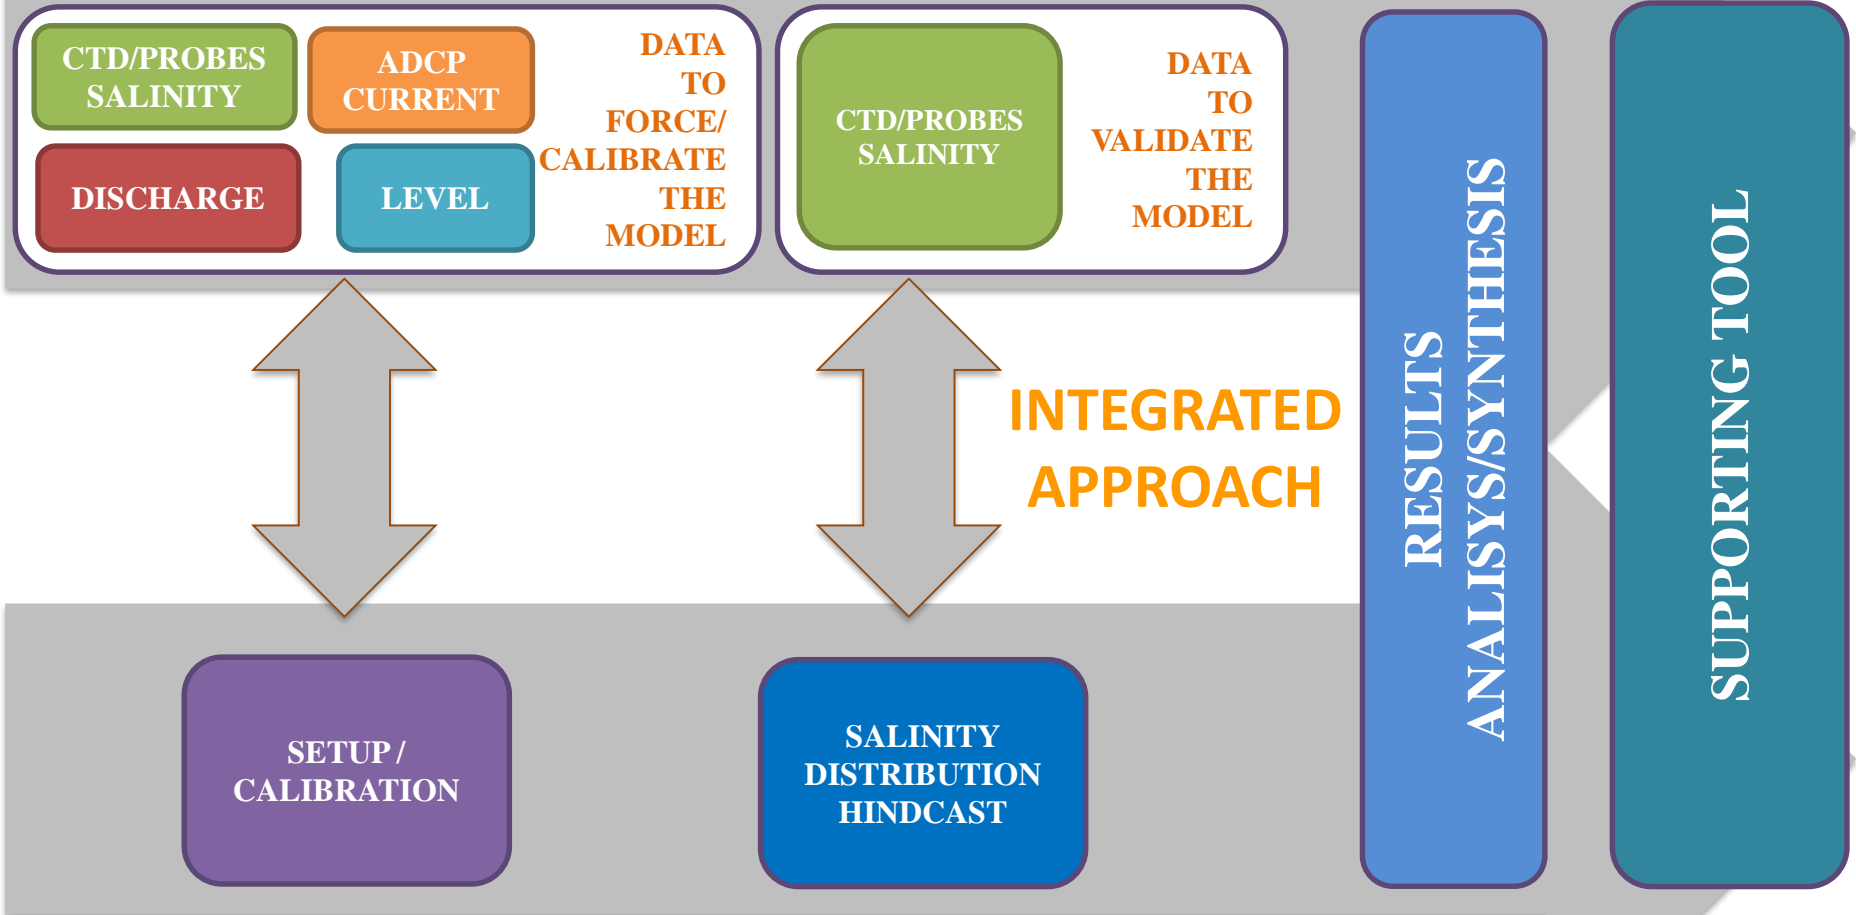 CTD/PROBES
SALINITY
ADCP
CURRENT
DISCHARGE
LEVEL
DATA
TO
FORCE/
CALIBRATE
THE
MODEL
CTD/PROBES
SALINITY
DATA
TO
VALIDATE
THE
MODEL
INTEGRATED
APPROACH
SETUP /
CALIBRATION
SALINITY
DISTRIBUTION
HINDCAST
RESULTS
ANALISYS/SYNTHESIS
SUPPORTING TOOL